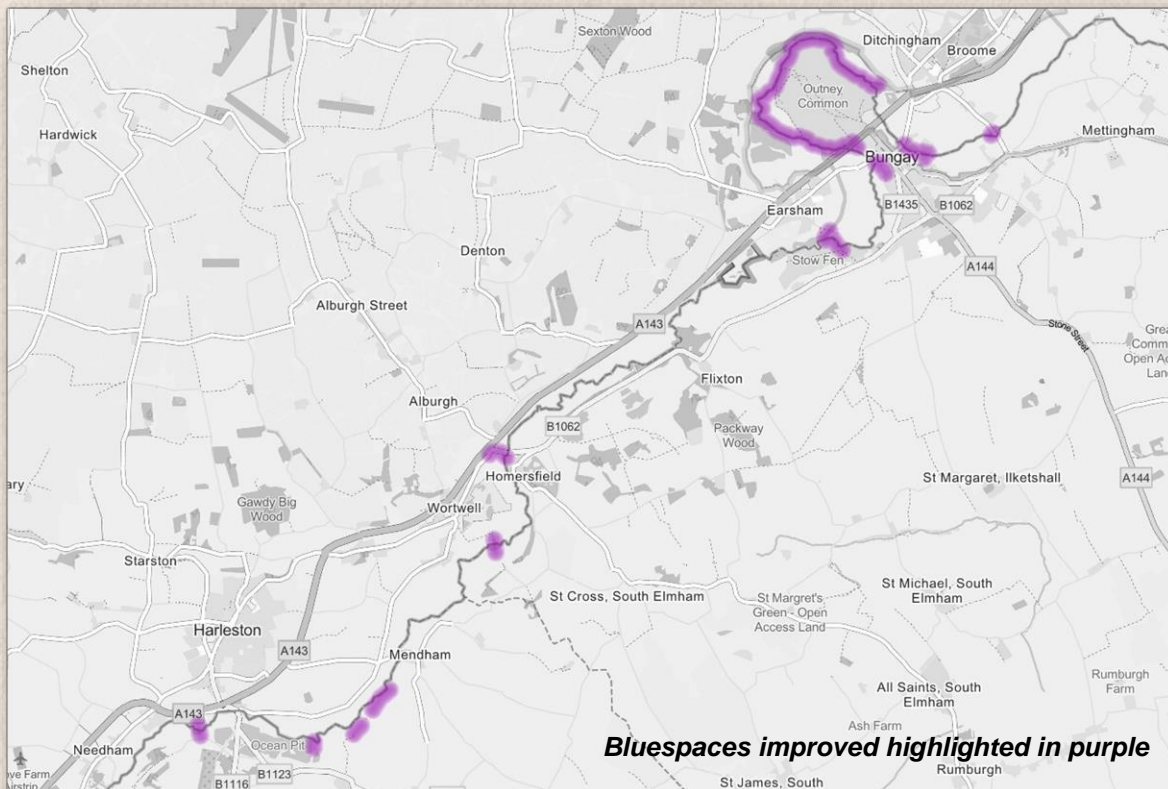 Sexton Wood
Ditchingham
Broome
Shelton
Outney
Common
Hardwick
Mettingham
Bungay
Earsham
B1435
B1062
Denton
Stow Fen
A144
Alburgh Street
A143
Stone Street
Flixton
Alburgh
B1062
Packway
Wood
Homersfield
St Margaret, Ilketshall
A144
Gawdy Big
Wood
Wortwell
Starston
St Michael, South
Elmham
St Cross, South Elmham
St Margret's
Green - Open
Access Land
Harleston
A143
Mendham
Rumburgh
Farm
All Saints, South
Elmham
A143
Ash Farm
Needham
Ocean Pit
Bluespaces improved highlighted in purple
B1123
B1116
Rumburgh
St James, South